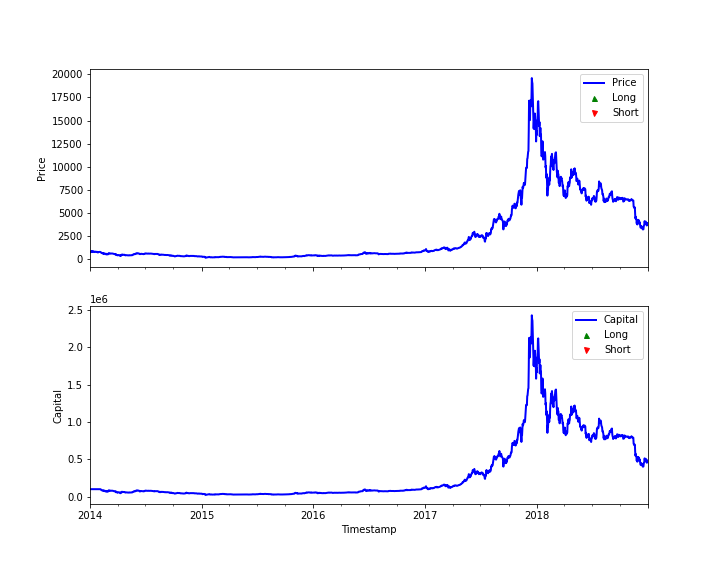 20000
17500
15000
12500
10000
7500
5000
2500
0
Price
Price
Long
Short
1e6
2.5
2.0
1.5
1.0
0.5
0.0
Capital
Capital
Long
Short
2014 2015 2016 2017 2018
Timestamp